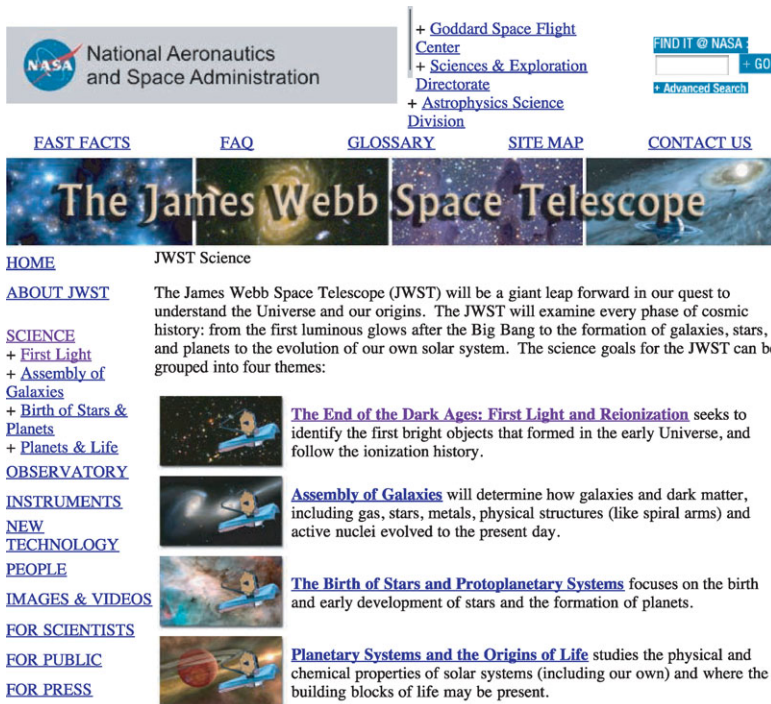 NASA
National Aeronautics
and Space Administration
+ Goddard Space Flight
Center
+ Sciences & Exploration
Directorate
+ Astrophysics Science
Division
FIND IT @ NASA :
+ GO
+ Advanced Search
FAST FACTS FAQ GLOSSARY SITE MAP CONTACT US
The James Webb Space Telescope
HOME
ABOUT JWST
SCIENCE
+ First Light
+ Assembly of
Galaxies
+ Birth of Stars &
Planets
+ Planets & Life
OBSERVATORY
INSTRUMENTS
NEW
TECHNOLOGY
PEOPLE
IMAGES & VIDEOS
FOR SCIENTISTS
FOR PUBLIC
FOR PRESS
JWST Science
The James Webb Space Telescope (JWST) will be a giant leap forward in our quest to
understand the Universe and our origins. The JWST will examine every phase of cosmic
history: from the first luminous glows after the Big Bang to the formation of galaxies, stars,
and planets to the evolution of our own solar system. The science goals for the JWST can be
grouped into four themes:
The End of the Dark Ages: First Light and Reionization seeks to
identify the first bright objects that formed in the early Universe, and
follow the ionization history.
Assembly of Galaxies will determine how galaxies and dark matter,
including gas, stars, metals, physical structures (like spiral arms) and
active nuclei evolved to the present day.
The Birth of Stars and Protoplanetary Systems focuses on the birth
and early development of stars and the formation of planets.
Planetary Systems and the Origins of Life studies the physical and
chemical properties of solar systems (including our own) and where the
building blocks of life may be present.